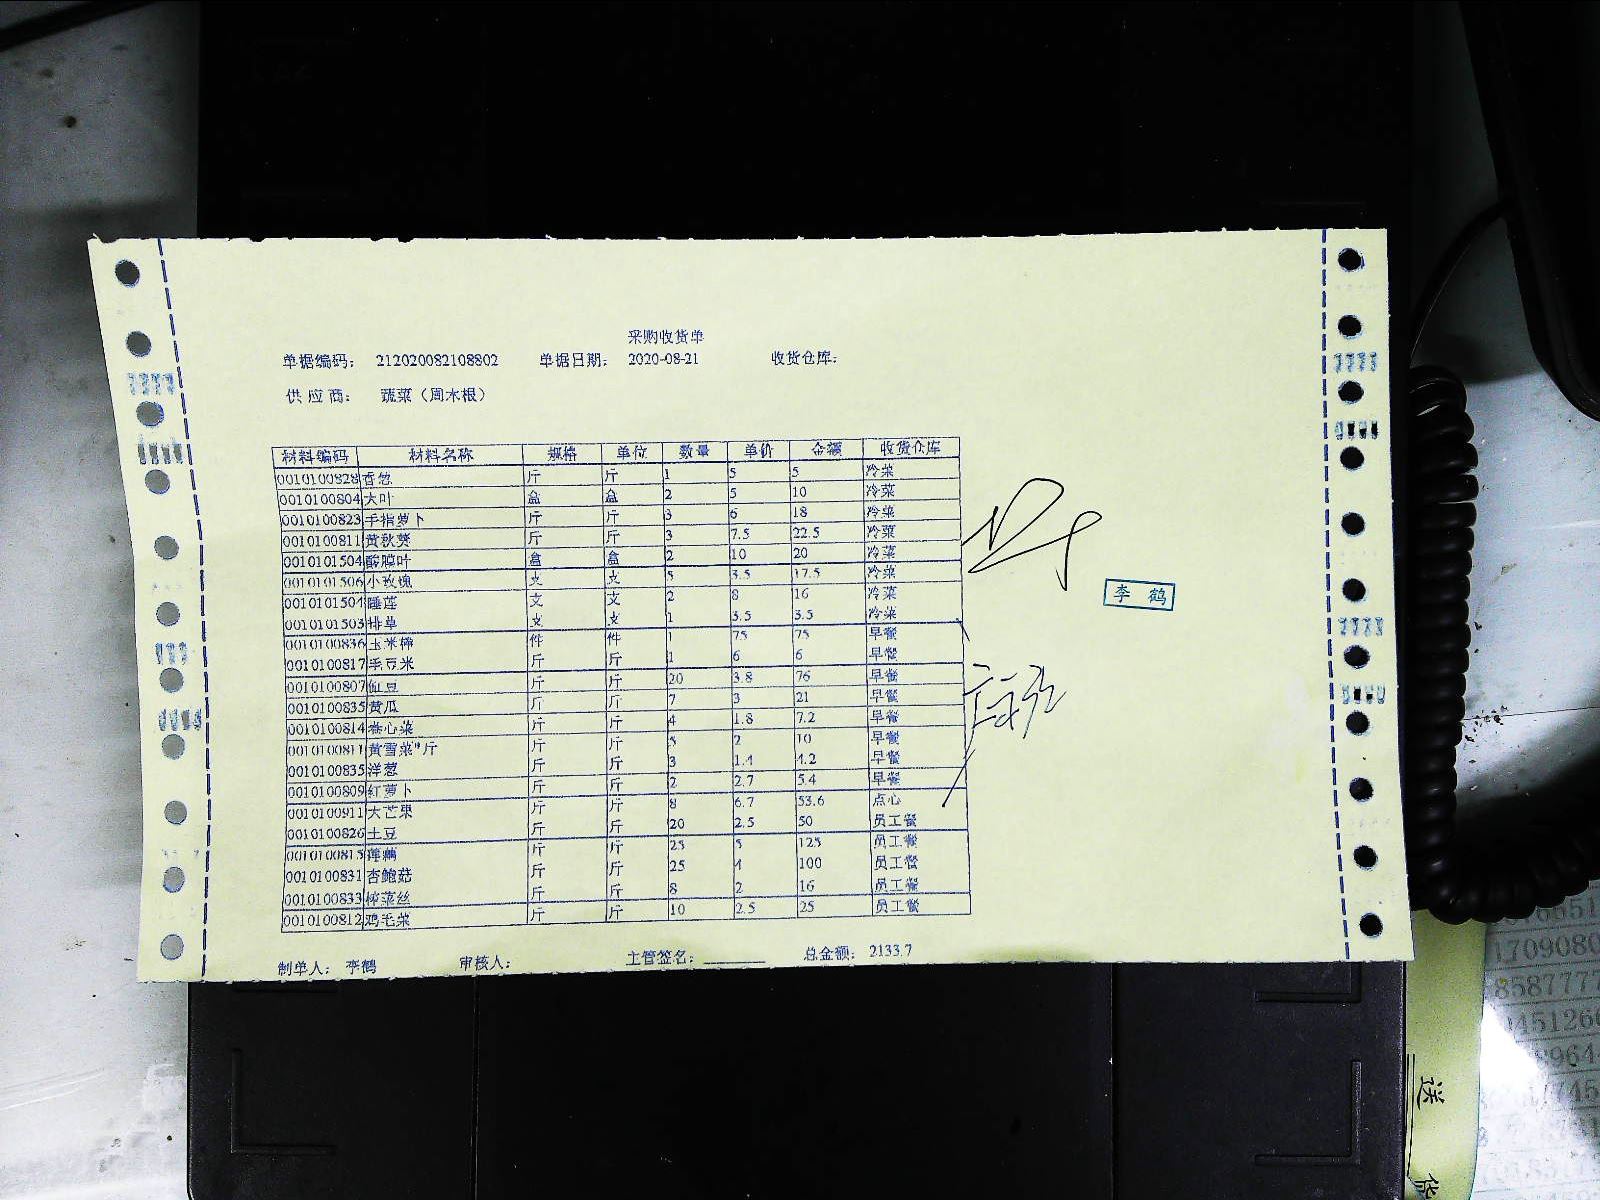 采购收货单
单据编码： 212020082108802 单据日期： 2020-08-21 收货仓库：
供 应 商： 蔬菜（周木根）
材料编码 材料名称 规格 单位 数量 单价 金额 收货仓库
0010100828 香葱 斤 斤 1 5 5 冷菜
0010100804 大叶 盒 盒 2 5 10 冷菜
0010100823 手指萝卜 斤 斤 3 6 18 冷菜
0010100811 黄秋葵 斤 斤 3 7.5 22.5 冷菜
0010101504 酸膜叶 盒 盒 2 10 20 冷菜
0010101506 小玫瑰 支 支 5 3.5 17.5 冷菜
0010101501 睡莲 支 支 2 8 16 冷菜
0010101503 排草 支 支 1 3.5 3.5 冷菜
0010100836 玉米棒 件 件 1 75 75 早餐
0010100817 毛豆米 斤 斤 1 6 6 早餐
0010100807 豇豆 斤 斤 20 3.8 76 早餐
0010100835 黄瓜 斤 斤 7 3 21 早餐
0010100814 卷心菜 斤 斤 4 1.8 7.2 早餐
0010100811 黄雪菜"斤 斤 斤 5 2 10 早餐
0010100835 洋葱 斤 斤 3 1.4 4.2 早餐
0010100809 红萝卜 斤 斤 2 2.7 5.4 早餐
0010100911 大芒果 斤 斤 8 6.7 53.6 点心
0010100826 土豆 斤 斤 20 2.5 50 员工餐
0010100815 莲藕 斤 斤 25 5 125 员工餐
0010100831 杏鲍菇 斤 斤 25 4 100 员工餐
0010100833 榨菜丝 斤 斤 8 2 16 员工餐
0010100812 鸡毛菜 斤 斤 10 2.5 25 员工餐
李 鹤
制单人： 李鹤 审核人： 主管签名： 总金额： 2133.7
709080
858777
45126
964
745
送
货